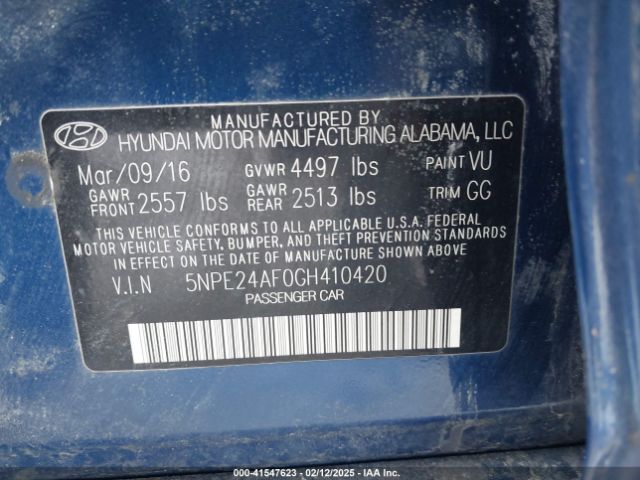 MANUFACTURED BY
HYUNDAI MOTOR MANUFACTURING ALABAMA, LLC
Mar/09/16 GVWR 4497 lbs PAINT VU
GAWR FRONT 2557 lbs GAWR REAR 2513 lbs TRIM GG
THIS VEHICLE CONFORMS TO ALL APPLICABLE U.S.A. FEDERAL
MOTOR VEHICLE SAFETY, BUMPER, AND THEFT PREVENTION STANDARDS
IN EFFECT ON THE DATE OF MANUFACTURE SHOWN ABOVE.
V.I.N 5NPE24AF0GH410420
PASSENGER CAR
000-41547623 - 02/12/2025 - IAA Inc.